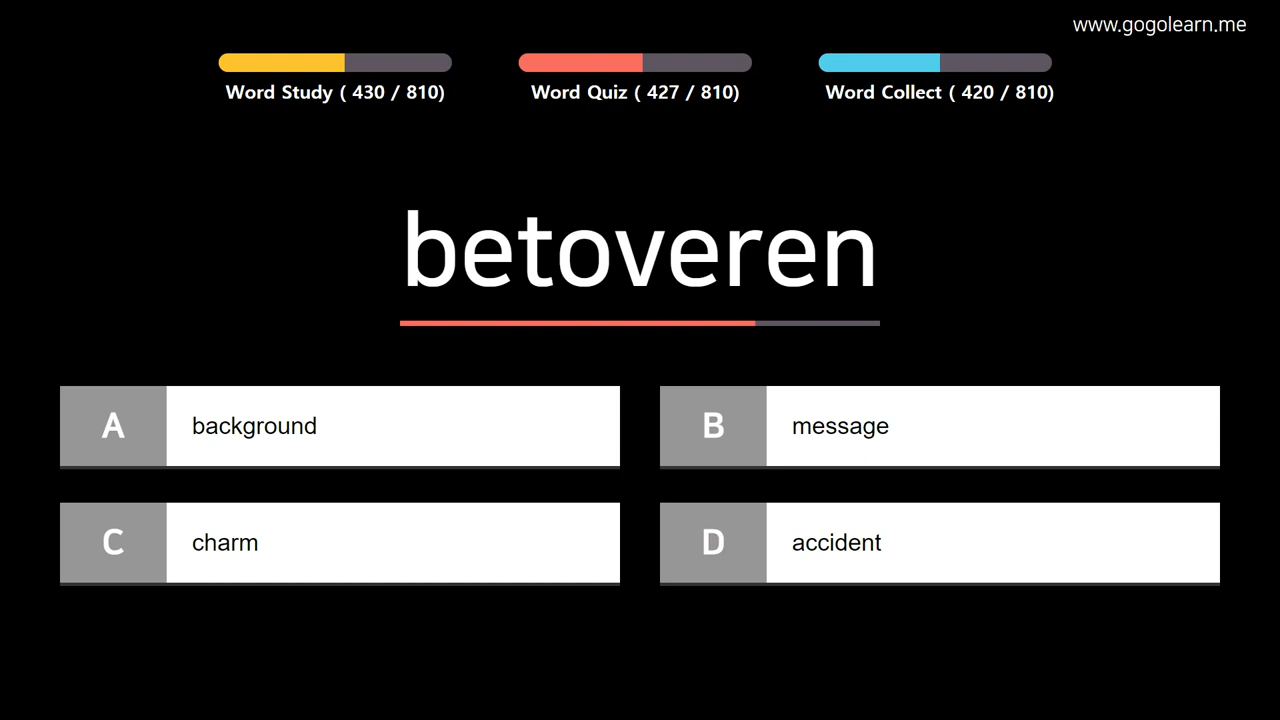 www.gogolearn.me
Word Study ( 430 / 810)
Word Quiz ( 427 / 810)
Word Collect ( 420 / 810)
betoveren
A background
B message
C charm
D accident